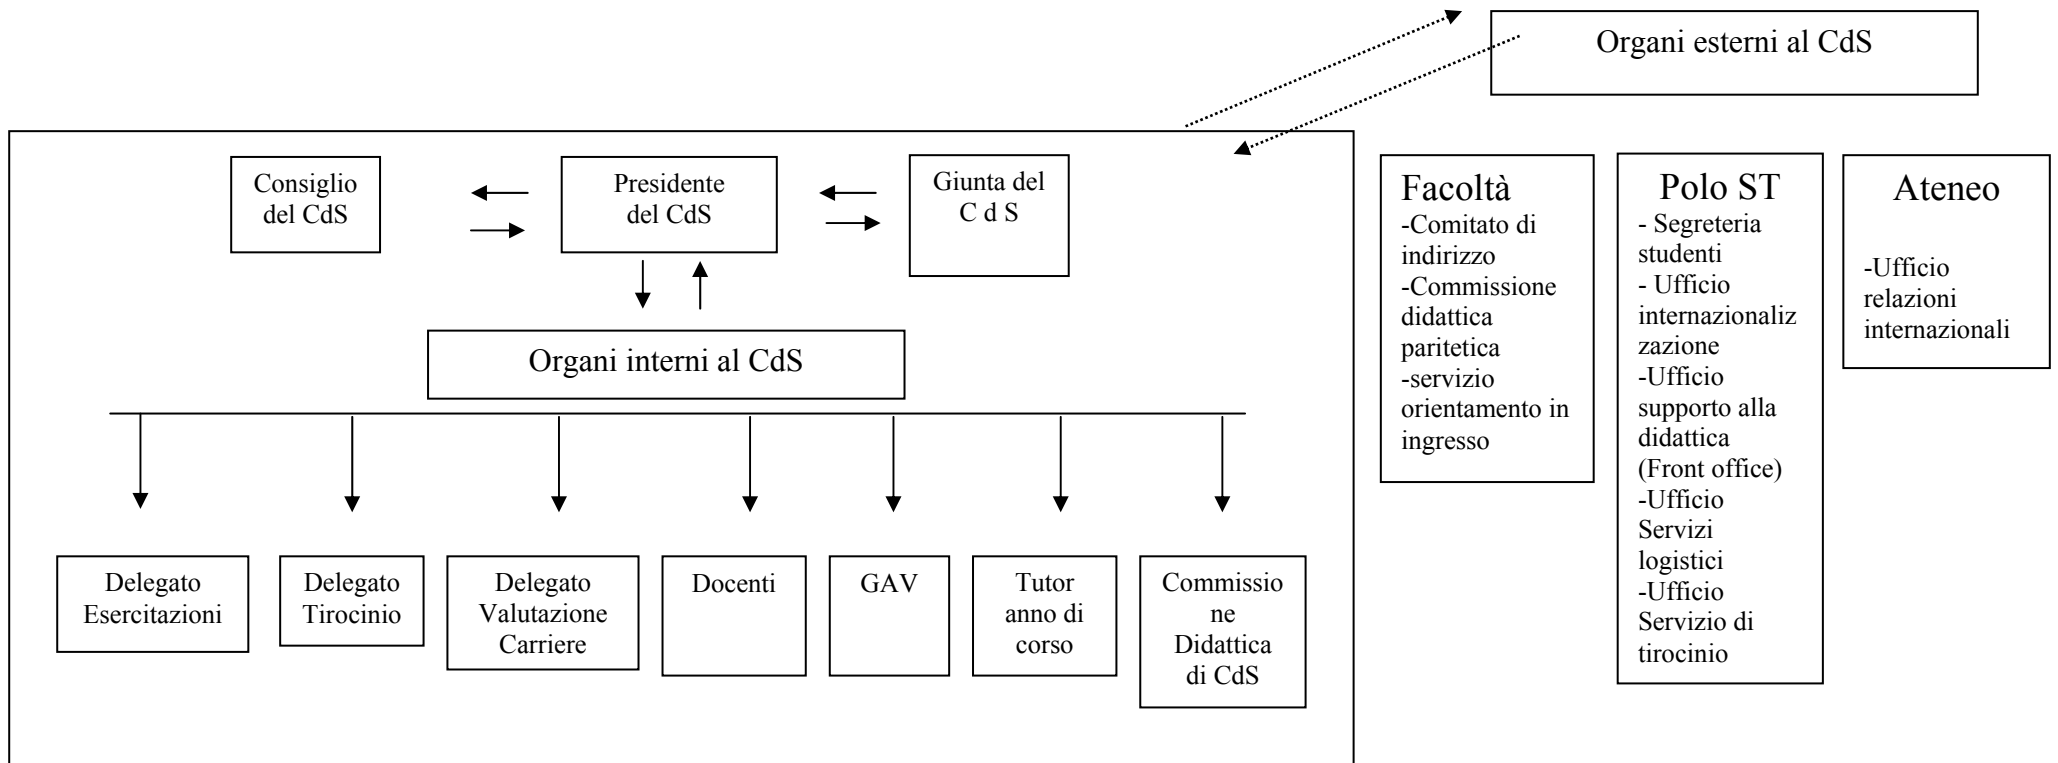 Organi esterni al CdS
Consiglio
del CdS
Presidente
del CdS
Giunta del
C d S
Organi interni al CdS
Delegato
Esercitazioni
Delegato
Tirocinio
Delegato
Valutazione
Carriere
Docenti
GAV
Tutor
anno di
corso
Commissio
ne
Didattica
di CdS
Facoltà
-Comitato di
indirizzo
-Commissione
didattica
paritetica
-servizio
orientamento in
ingresso
Polo ST
- Segreteria
studenti
- Ufficio
internazionaliz
zazione
-Ufficio
supporto alla
didattica
(Front office)
-Ufficio
Servizi
logistici
-Ufficio
Servizio di
tirocinio
Ateneo
-Ufficio
relazioni
internazionali